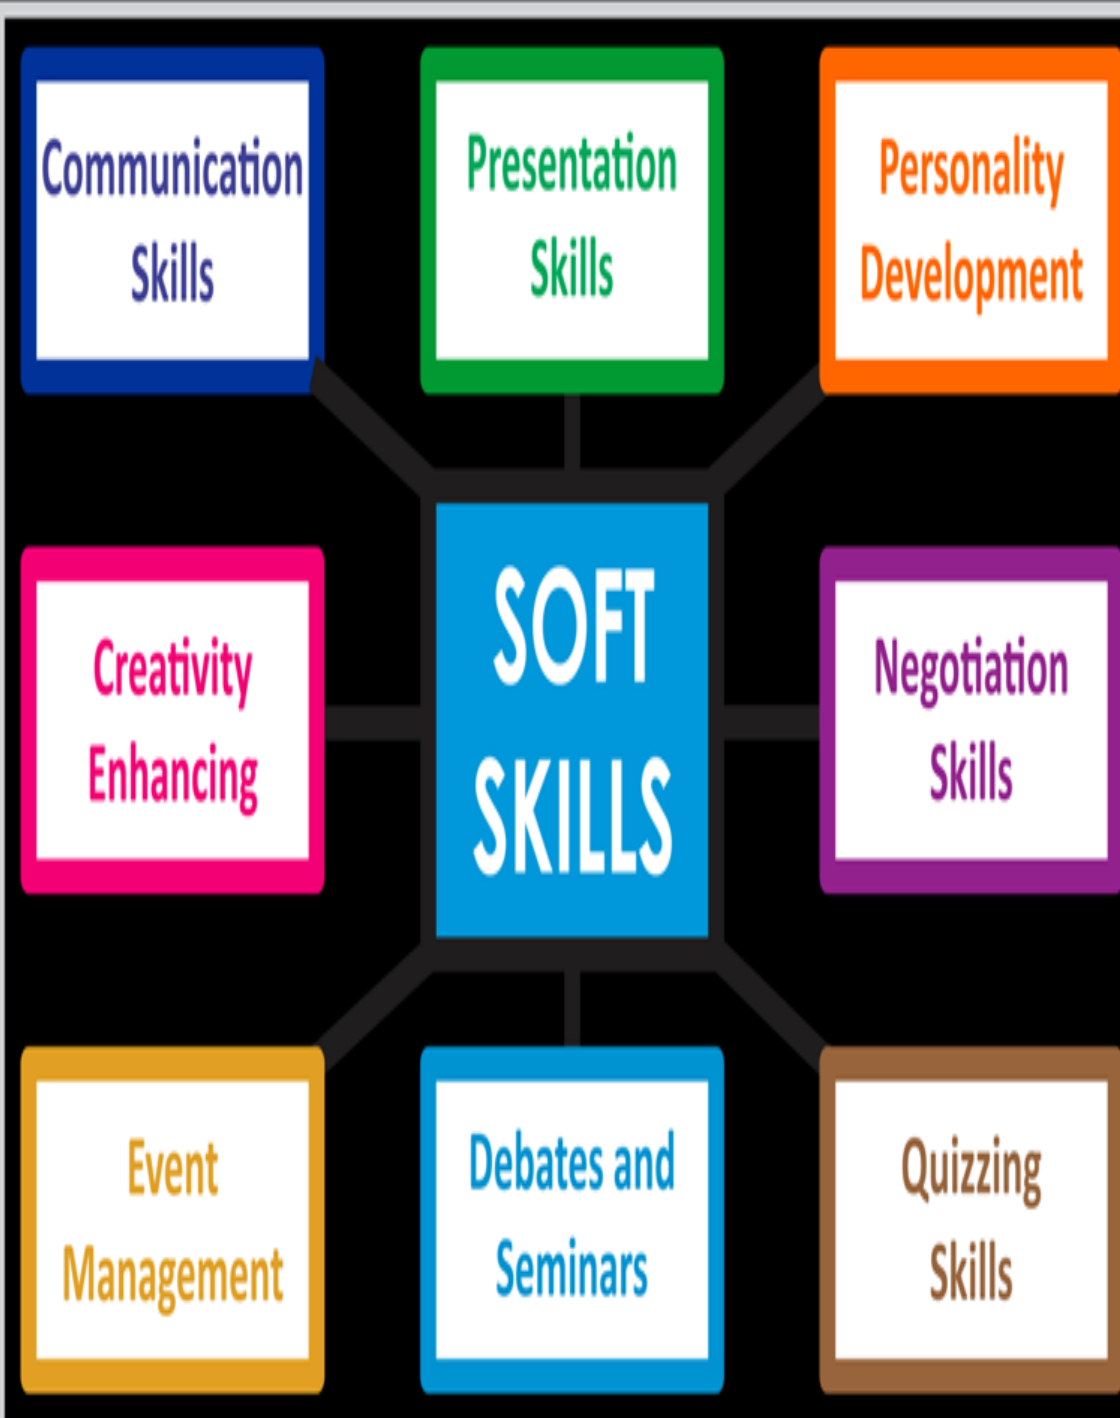 Communication
Skills
Presentation
Skills
Personality
Development
Creativity
Enhancing
SOFT
SKILLS
Negotiation
Skills
Event
Management
Debates and
Seminars
Quizzing
Skills